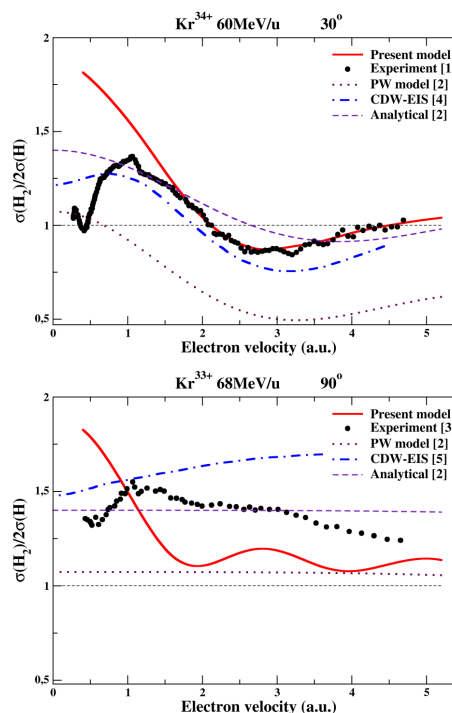 Kr34+ 60MeV/u 30o
2
Present model
Experiment [1
PW model [2]
CDW-EIS [4]
Analytical [2]
1,5
σ(H2)/2σ(H)
1
0,5
0 1 2 3 4 5
Electron velocity (a.u.)
Kr33+ 68MeV/u 90o
2
Present model
Experiment [3
PW model [2]
CDW-EIS [5]
Analytical [2]
1,5
σ(H2)/2σ(H)
1
0,5
0 1 2 3 4 5
Electron velocity (a.u.)